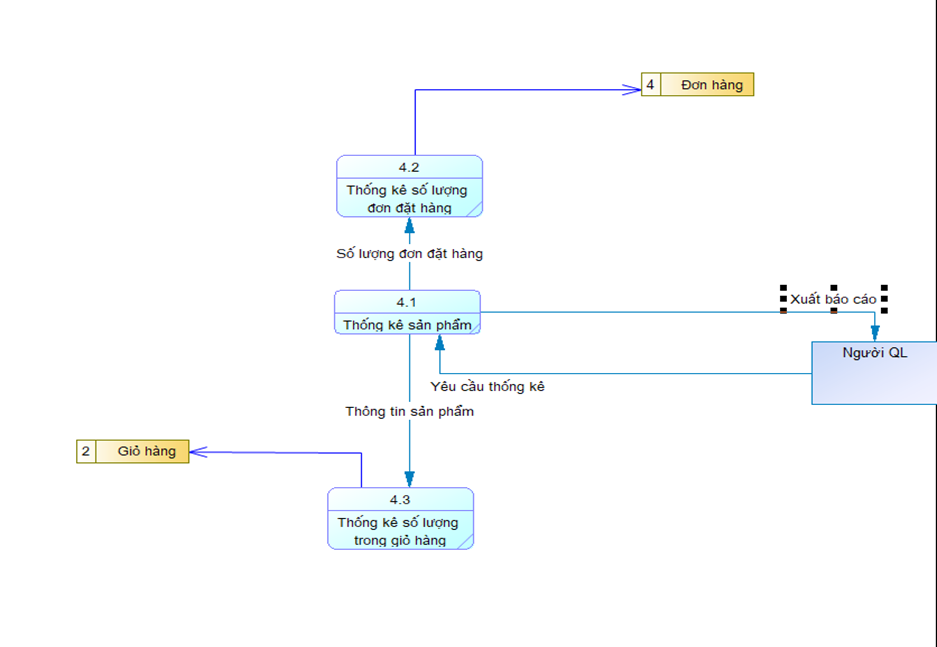 4 Đơn hàng
4.2
Thống kê số lượng
đơn đặt hàng
Số lượng đơn đặt hàng
4.1
Thống kê sản phẩm
Xuất báo cáo
Người QL
Yêu cầu thống kê
Thông tin sản phẩm
2 Giỏ hàng
4.3
Thống kê số lượng
trong giỏ hàng